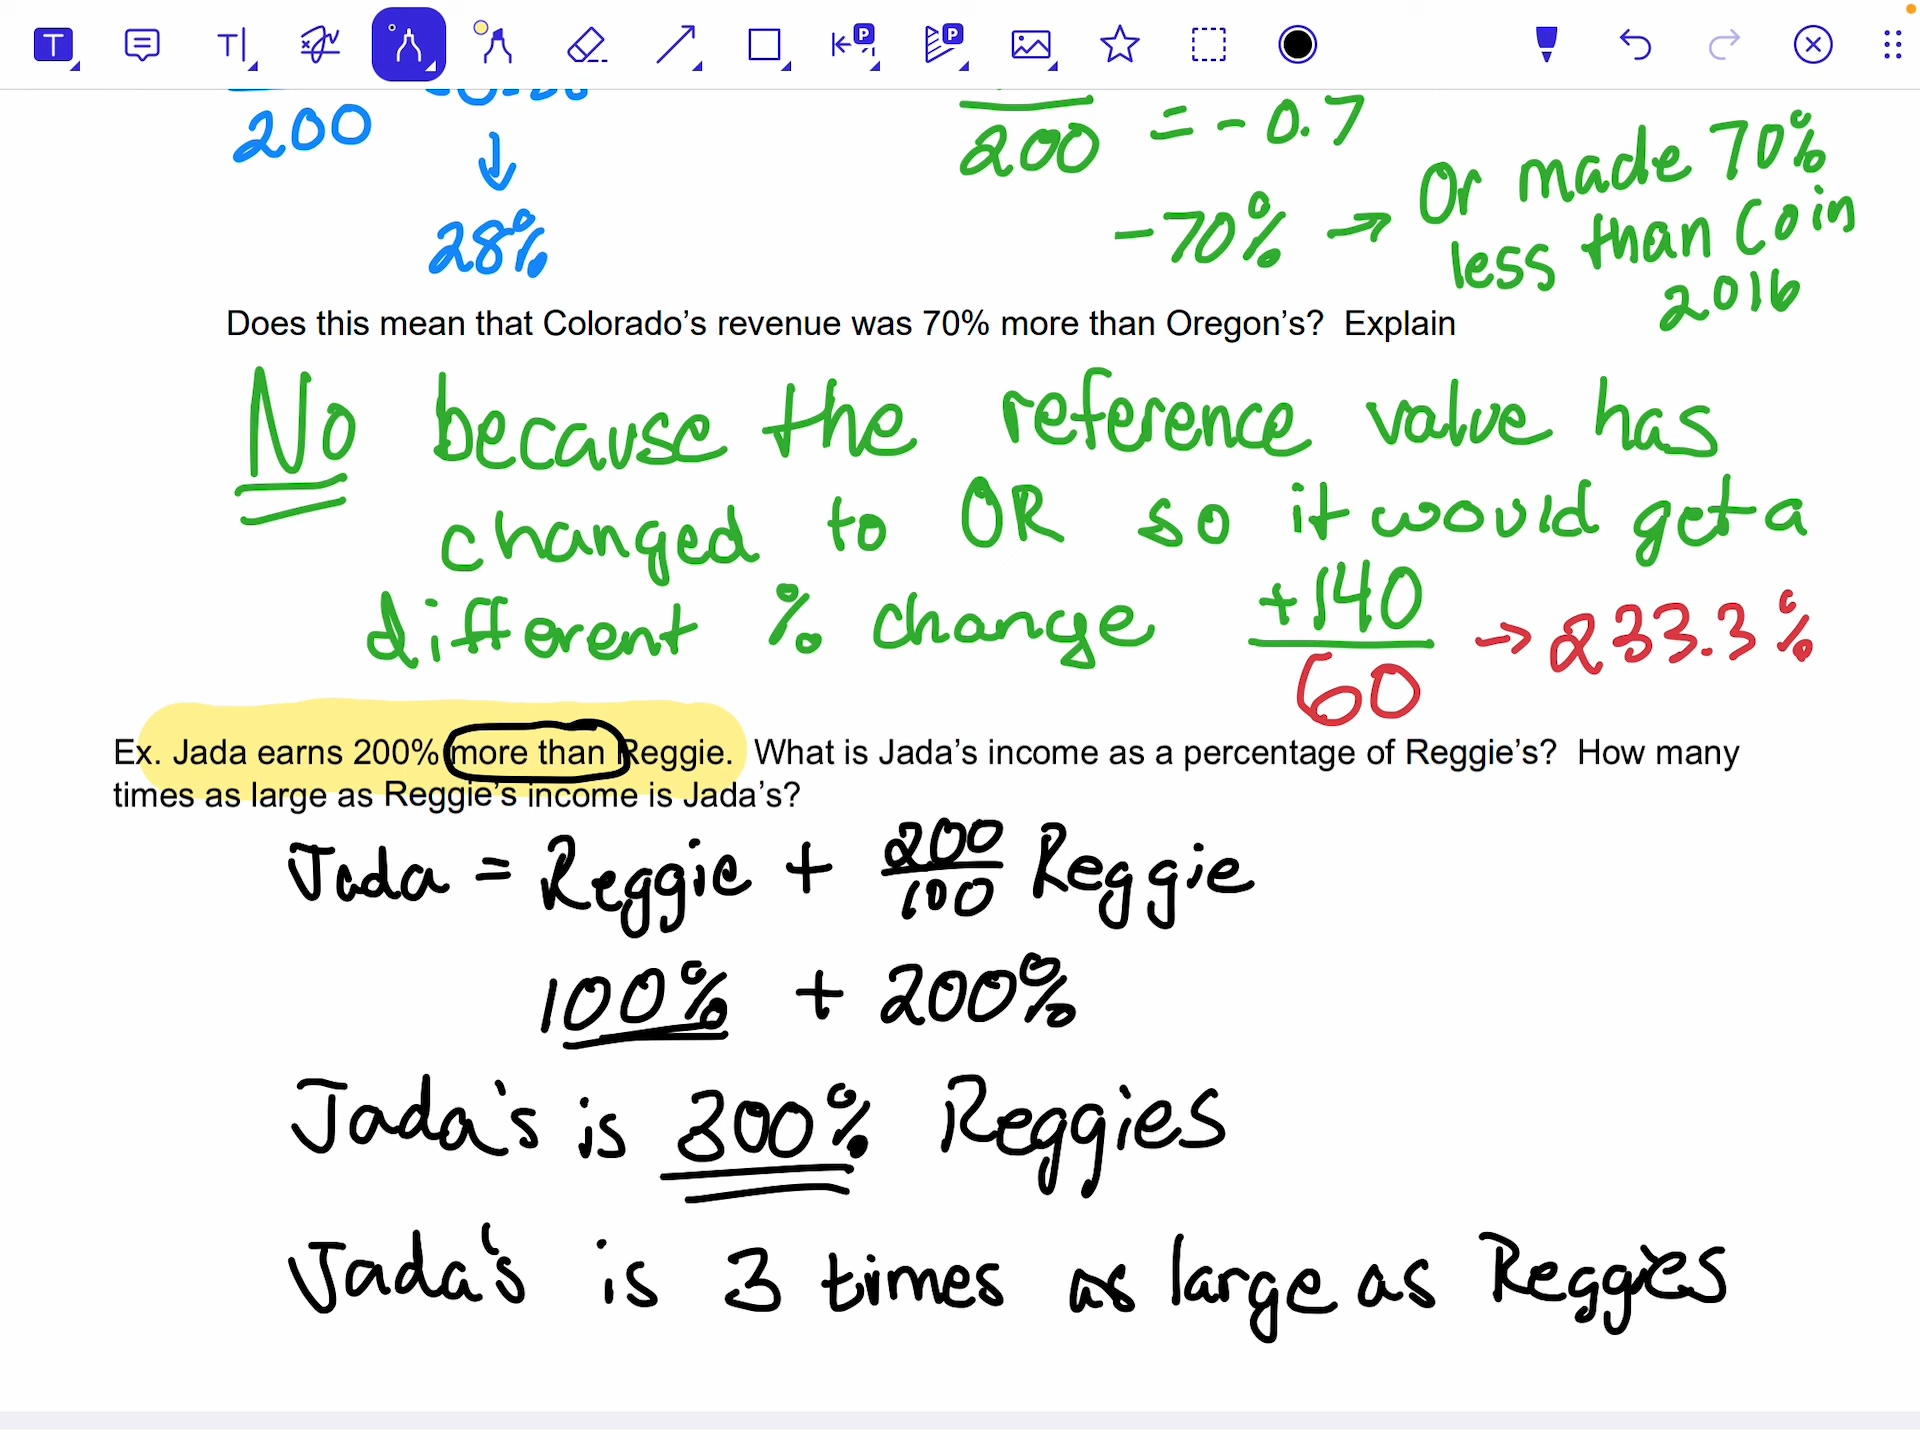 200
↓
28%
200 = - 0.7
-70% → Or made 70%
less than Co in
2016
Does this mean that Colorado's revenue was 70% more than Oregon's? Explain
No because the reference value has
changed to OR so it would get a
different % change +140/60 → 233.3%
Ex. Jada earns 200% more than Reggie. What is Jada's income as a percentage of Reggie's? How many
times as large as Reggie's income is Jada's?
Jada = Reggie + 200/100 Reggie
100% + 200%
Jada's is 300% Reggies
Jada's is 3 times as large as Reggies